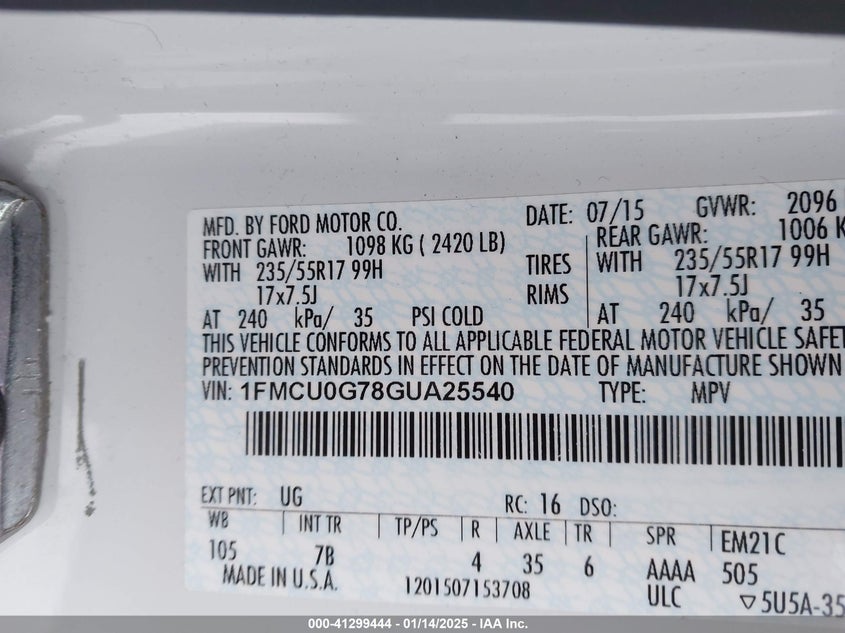 MFD. BY FORD MOTOR CO. DATE: 07/15 GVWR: 2096
FRONT GAWR: 1098 KG ( 2420 LB) REAR GAWR: 1006 K
WITH 235/55R17 99H TIRES WITH 235/55R17 99H
17x7.5J RIMS 17x7.5J
AT 240 kPa/ 35 PSI COLD AT 240 kPa/ 35
THIS VEHICLE CONFORMS TO ALL APPLICABLE FEDERAL MOTOR VEHICLE SAFET
PREVENTION STANDARDS IN EFFECT ON THE DATE OF MANUFACTURE SHOWN
VIN: 1FMCU0G78GUA25540 TYPE: MPV
EXT PNT: UG RC: 16 DSO:
WB INT TR TP/PS R AXLE TR SPR EM21C
105 7B 4 35 6 AAAA 505
MADE IN U.S.A. 1201507153708 ULC ▽5U5A-35
000-41299444 - 01/14/2025 - IAA Inc.